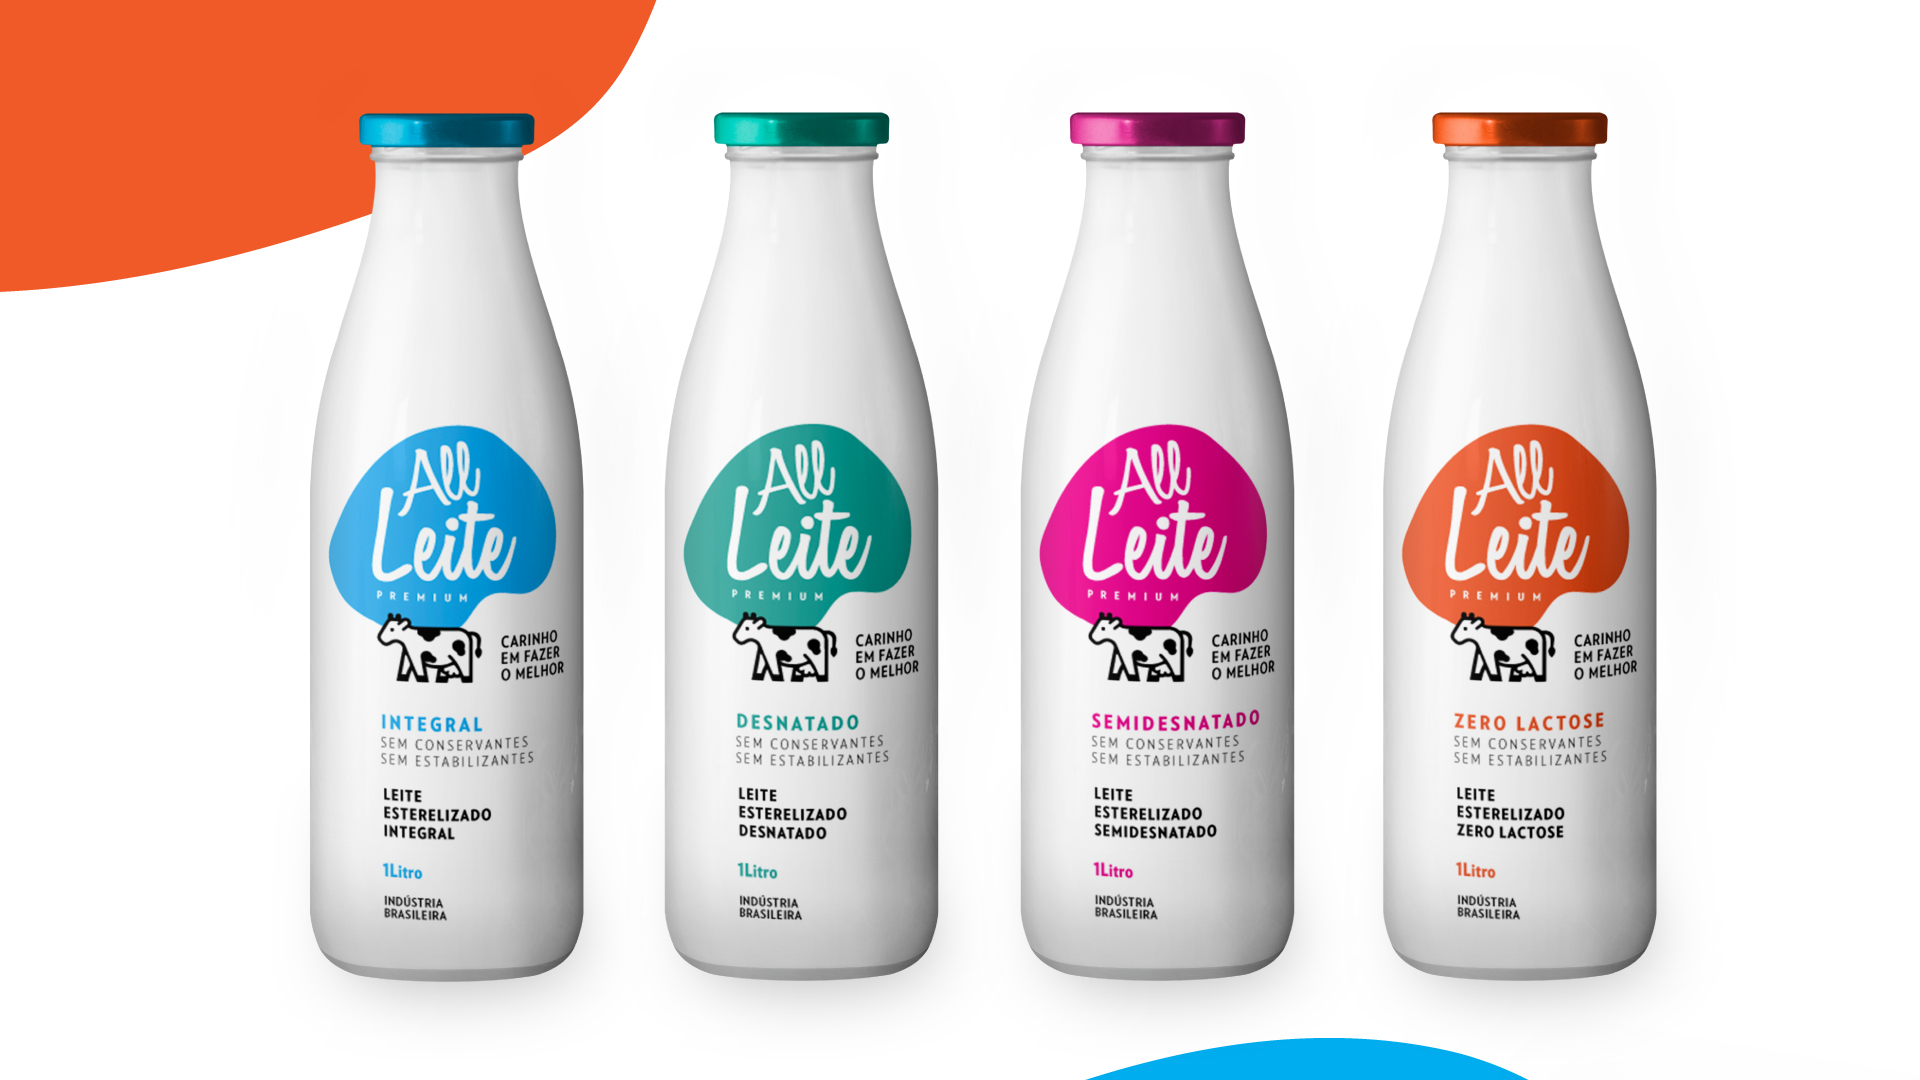 All
Leite
PREMIUM
CARINHO
EM FAZER
O MELHOR
INTEGRAL
SEM CONSERVANTES
SEM ESTABILIZANTES
LEITE
ESTERELIZADO
INTEGRAL
1Litro
INDÚSTRIA
BRASILEIRA
All
Leite
PREMIUM
CARINHO
EM FAZER
O MELHOR
DESNATADO
SEM CONSERVANTES
SEM ESTABILIZANTES
LEITE
ESTERELIZADO
DESNATADO
1Litro
INDÚSTRIA
BRASILEIRA
All
Leite
PREMIUM
CARINHO
EM FAZER
O MELHOR
SEMIDESNATADO
SEM CONSERVANTES
SEM ESTABILIZANTES
LEITE
ESTERELIZADO
SEMIDESNATADO
1Litro
INDÚSTRIA
BRASILEIRA
All
Leite
PREMIUM
CARINHO
EM FAZER
O MELHOR
ZERO LACTOSE
SEM CONSERVANTES
SEM ESTABILIZANTES
LEITE
ESTERELIZADO
ZERO LACTOSE
1Litro
INDÚSTRIA
BRASILEIRA